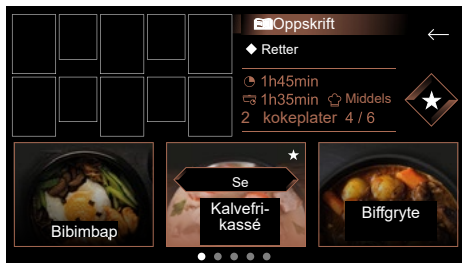 Oppskrift
Retter
1h45min
1h35min Middels
2 kokeplater 4 / 6
Se
Bibimbap
Kalvefri-
kassé
Biffgryte